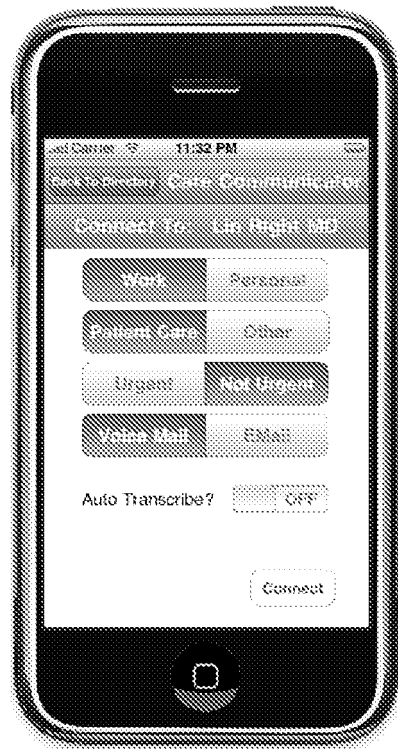 Carrier 11:32 PM
Care Communicator
Connect To: Lin Right MD
Work Personal
Patient Care Other
Urgent Not Urgent
Voice Mail EMail
Auto Transcribe? OFF
Connect